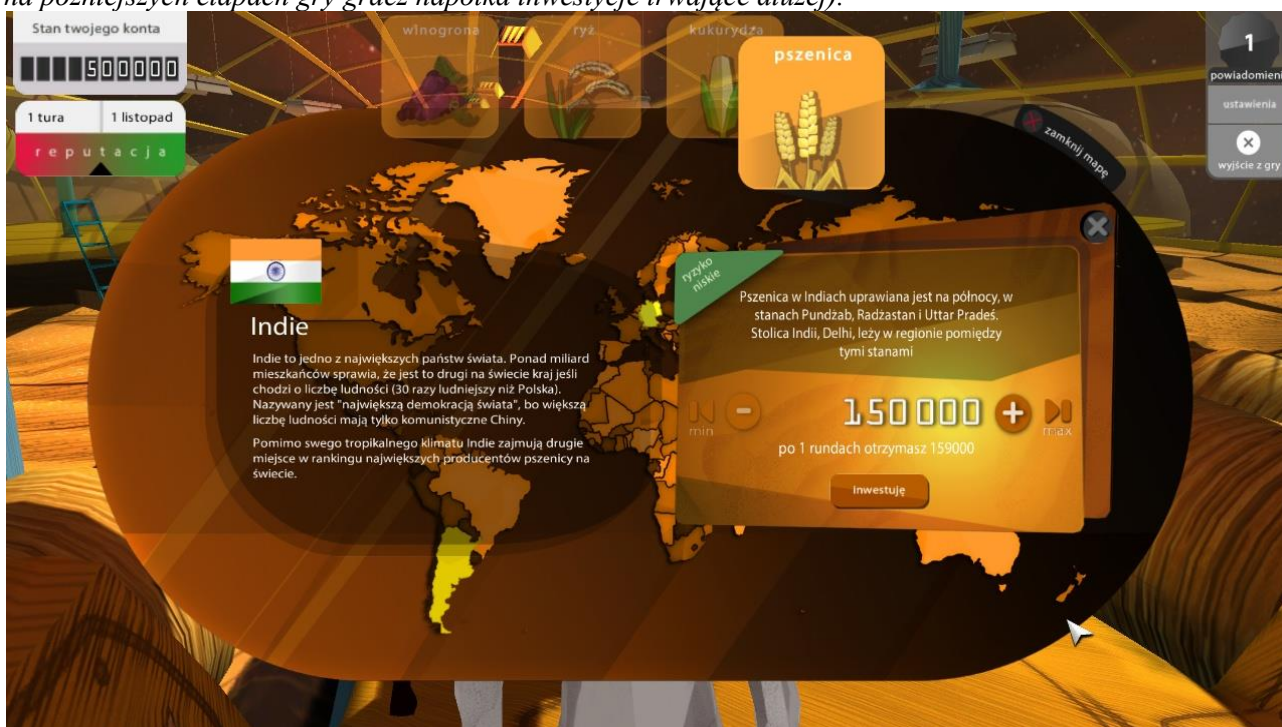 na późniejszych etapach gry gracz napotka inwestycje trwające dłużej).
Stan twojego konta
500000
1 tura
1 listopad
reputacja
winogrona
ryż
kukurydza
pszenica
1
powiadomieni
ustawienia
wyjście z gry
zamknij mapę
Indie
Indie to jedno z największych państw świata. Ponad miliard
mieszkańców sprawia, że jest to drugi na świecie kraj jeśli
chodzi o liczbę ludności (30 razy ludniejszy niż Polska).
Nazywany jest "największą demokracją świata", bo większą
liczbę ludności mają tylko komunistyczne Chiny.
Pomimo swego tropikalnego klimatu Indie zajmują drugie
miejsce w rankingu największych producentów pszenicy na
świecie.
ryzyko
niskie
Pszenica w Indiach uprawiana jest na północy, w
stanach Pundżab, Radżastan i Uttar Pradeś.
Stolica Indii, Delhi, leży w regionie pomiędzy
tymi stanami
min
150000
max
po 1 rundach otrzymasz 159000
inwestuję